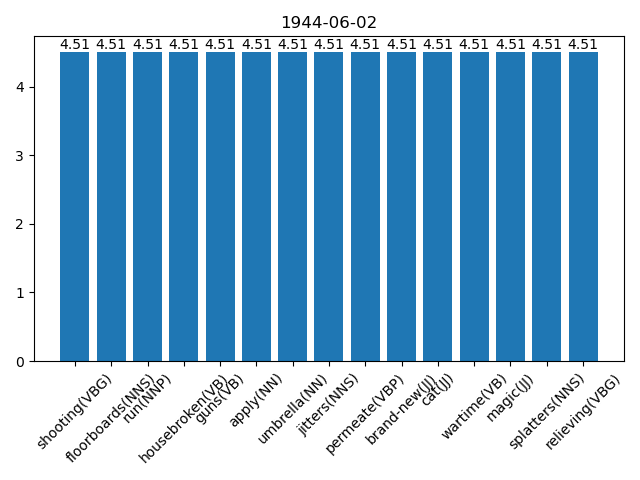 1944-06-02
4.51 4.51 4.51 4.51 4.51 4.51 4.51 4.51 4.51 4.51 4.51 4.51 4.51 4.51 4.51
4
3
2
1
0
shooting(VBG)
floorboards(NNS)
run(NNP)
housebroken(VB)
guns(VB)
apply(NN)
umbrella(NN)
jitters(NNS)
permeate(VBP)
brand-new(JJ)
cat(JJ)
wartime(VB)
magic(JJ)
splatters(NNS)
relieving(VBG)